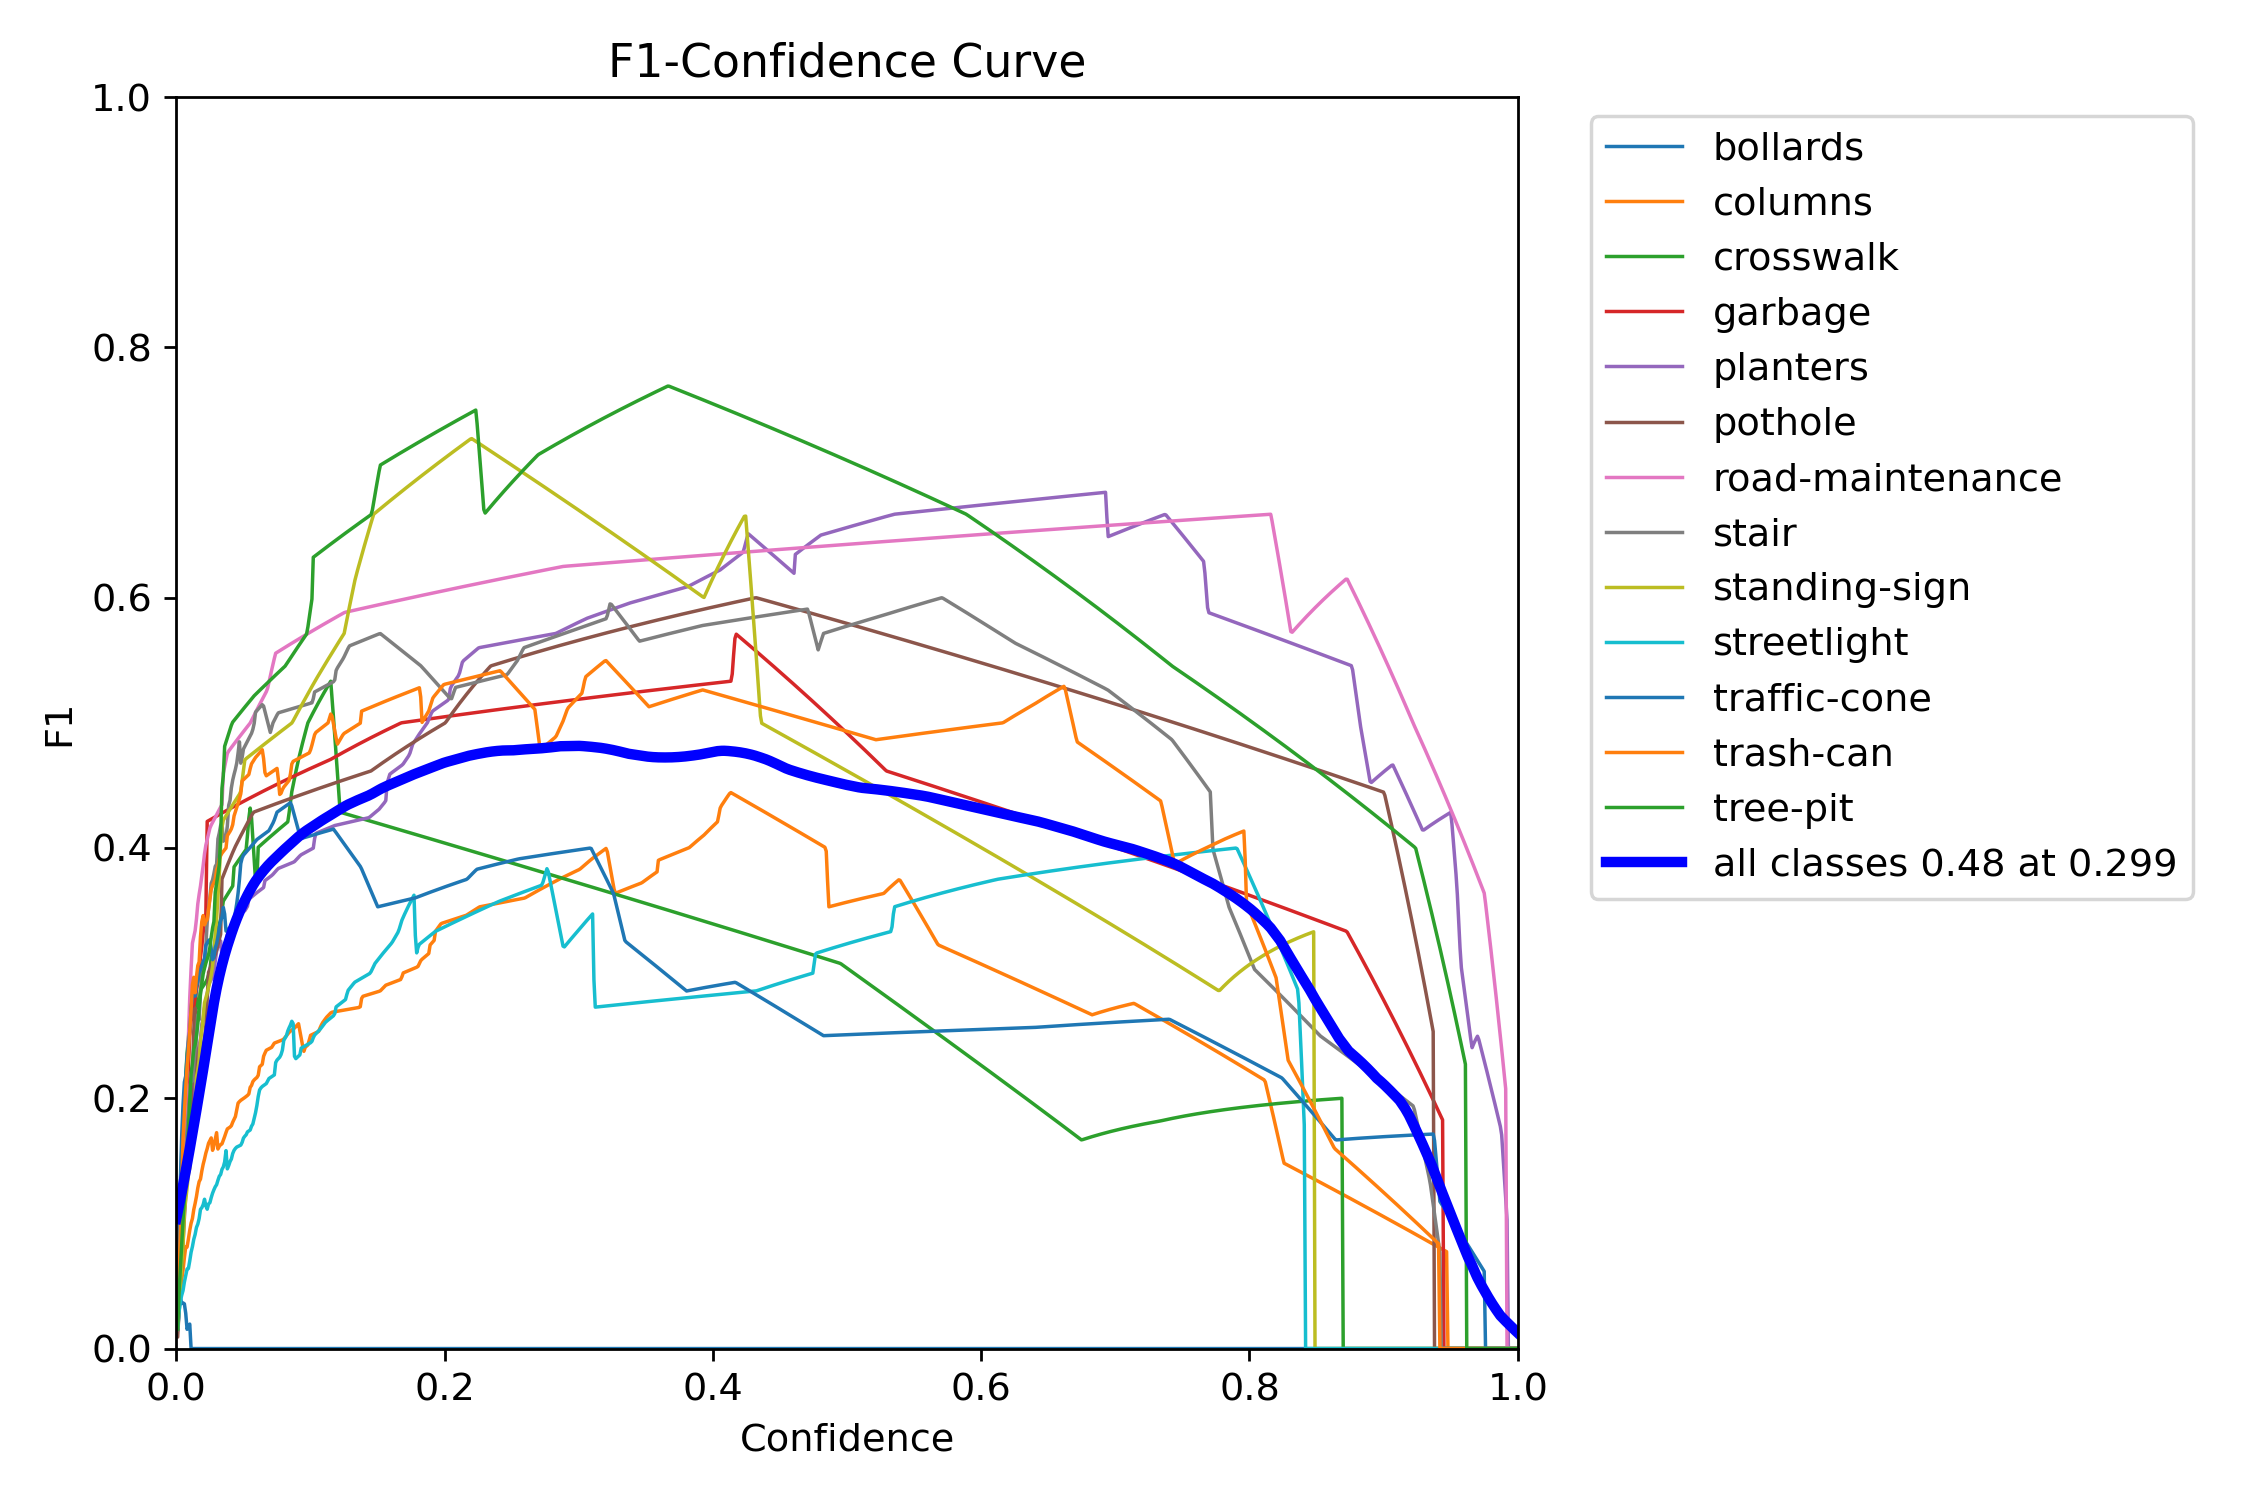 F1-Confidence Curve
1.0
0.8
0.6
0.4
0.2
0.0
F1
0.0 0.2 0.4 0.6 0.8 1.0
Confidence
bollards
columns
crosswalk
garbage
planters
pothole
road-maintenance
stair
standing-sign
streetlight
traffic-cone
trash-can
tree-pit
all classes 0.48 at 0.299